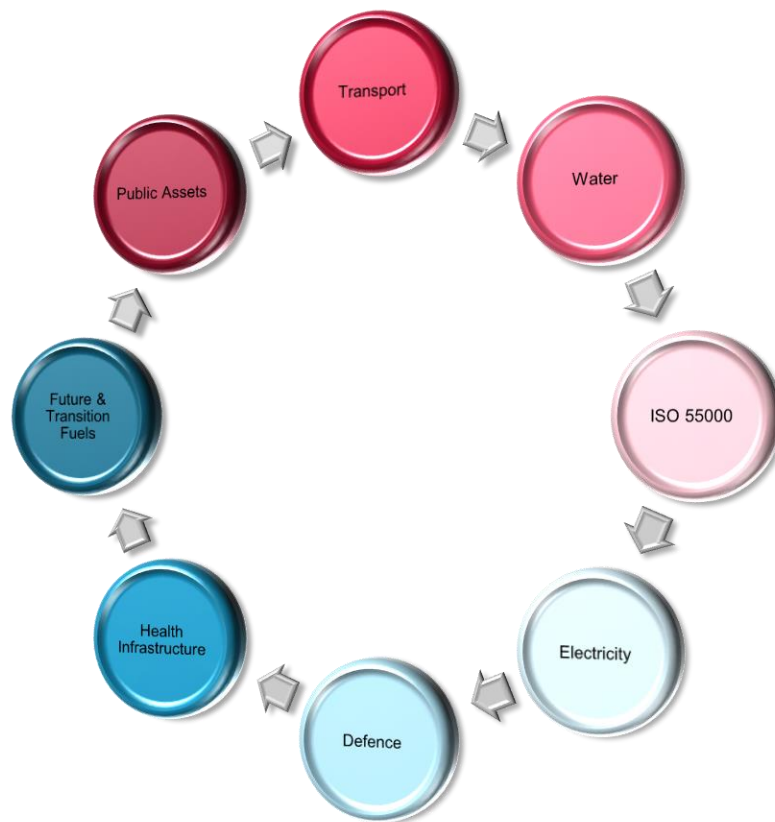 Transport
Water
ISO 55000
Electricity
Defence
Health
Infrastructure
Future &
Transition
Fuels
Public Assets